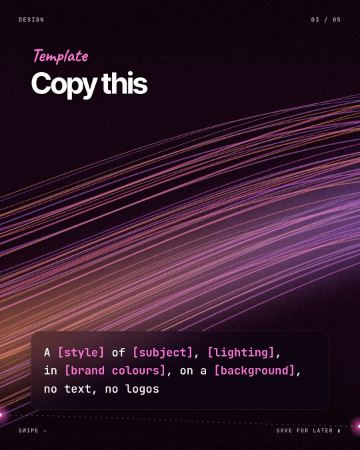 DESIGN
03 / 05
Template
Copy this
A [style] of [subject], [lighting],
in [brand colours], on a [background],
no text, no logos
SWIPE →
SAVE FOR LATER